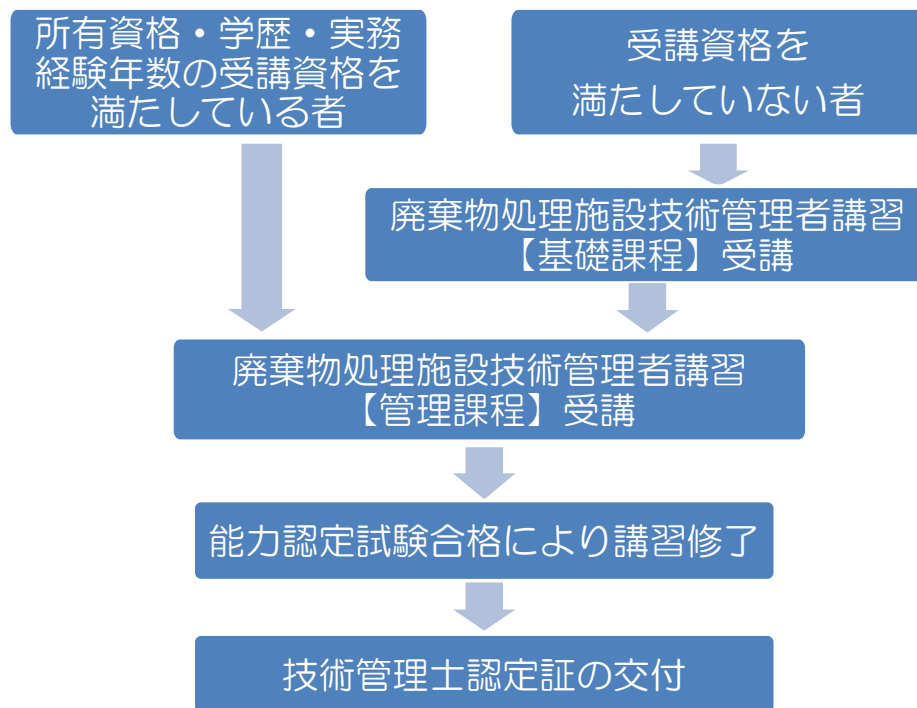 所有資格・学歴・実務
経験年数の受講資格を
満たしている者
受講資格を
満たしていない者
廃棄物処理施設技術管理者講習
【基礎課程】受講
廃棄物処理施設技術管理者講習
【管理課程】受講
能力認定試験合格により講習修了
技術管理士認定証の交付